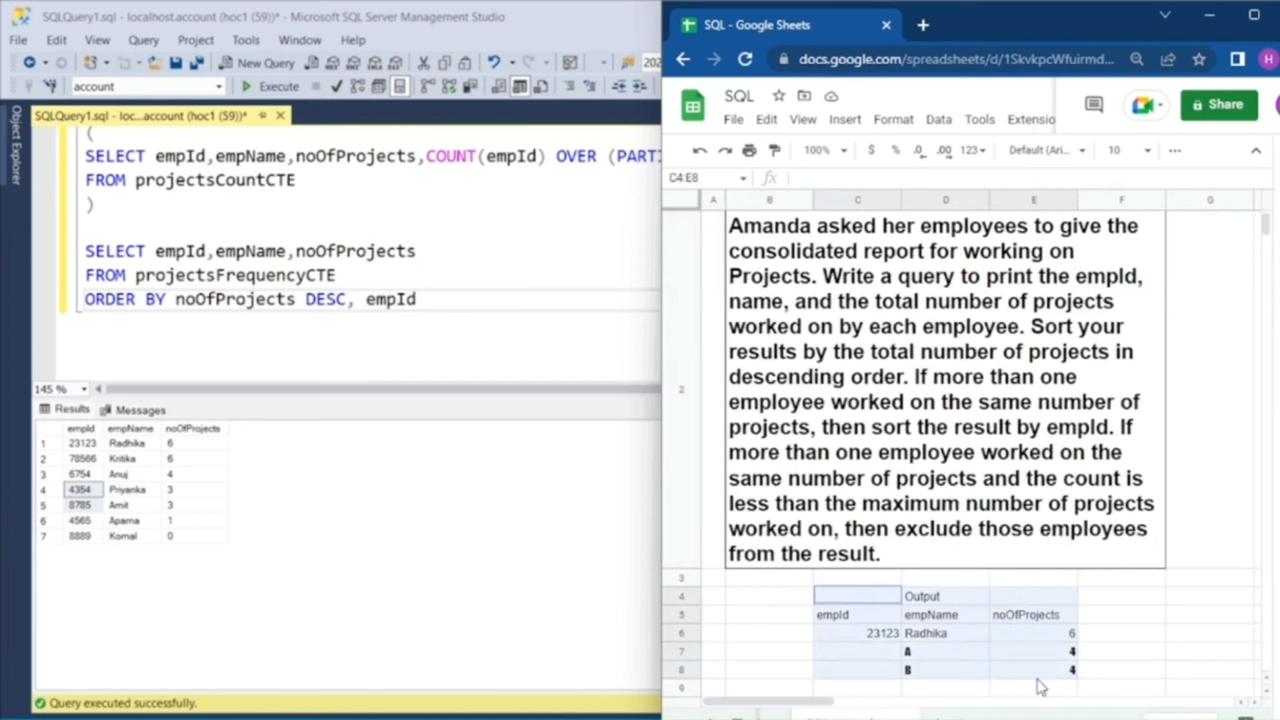 SQLQuery1.sql - localhost.account (hoc1 (59))* - Microsoft SQL Server Management Studio
File Edit View Query Project Tools Window Help
New Query
account
Execute
SQLQuery1.sql - loc...account (hoc1 (59))*
Object Explorer
(
SELECT empId,empName,noOfProjects,COUNT(empId) OVER (PARTI
FROM projectsCountCTE
)
SELECT empId,empName,noOfProjects
FROM projectsFrequencyCTE
ORDER BY noOfProjects DESC, empId
145 %
Results Messages
empId empName noOfProjects
1 23123 Radhika 6
2 78566 Kritika 6
3 6754 Anuj 4
4 4354 Priyanka 3
5 8785 Amit 3
6 4565 Aparna 1
7 8889 Komal 0
Query executed successfully.
SQL - Google Sheets
docs.google.com/spreadsheets/d/1SkvkpcWfuirmd...
H
SQL
File Edit View Insert Format Data Tools Extensio
Share
100% $ % .0 .00 123 Default (Ari... 10
C4:E8 fx
A B C D E F G
2
Amanda asked her employees to give the
consolidated report for working on
Projects. Write a query to print the empId,
name, and the total number of projects
worked on by each employee. Sort your
results by the total number of projects in
descending order. If more than one
employee worked on the same number of
projects, then sort the result by empId. If
more than one employee worked on the
same number of projects and the count is
less than the maximum number of projects
worked on, then exclude those employees
from the result.
3
4 Output
5 empId empName noOfProjects
6 23123 Radhika 6
7 A 4
8 B 4
9